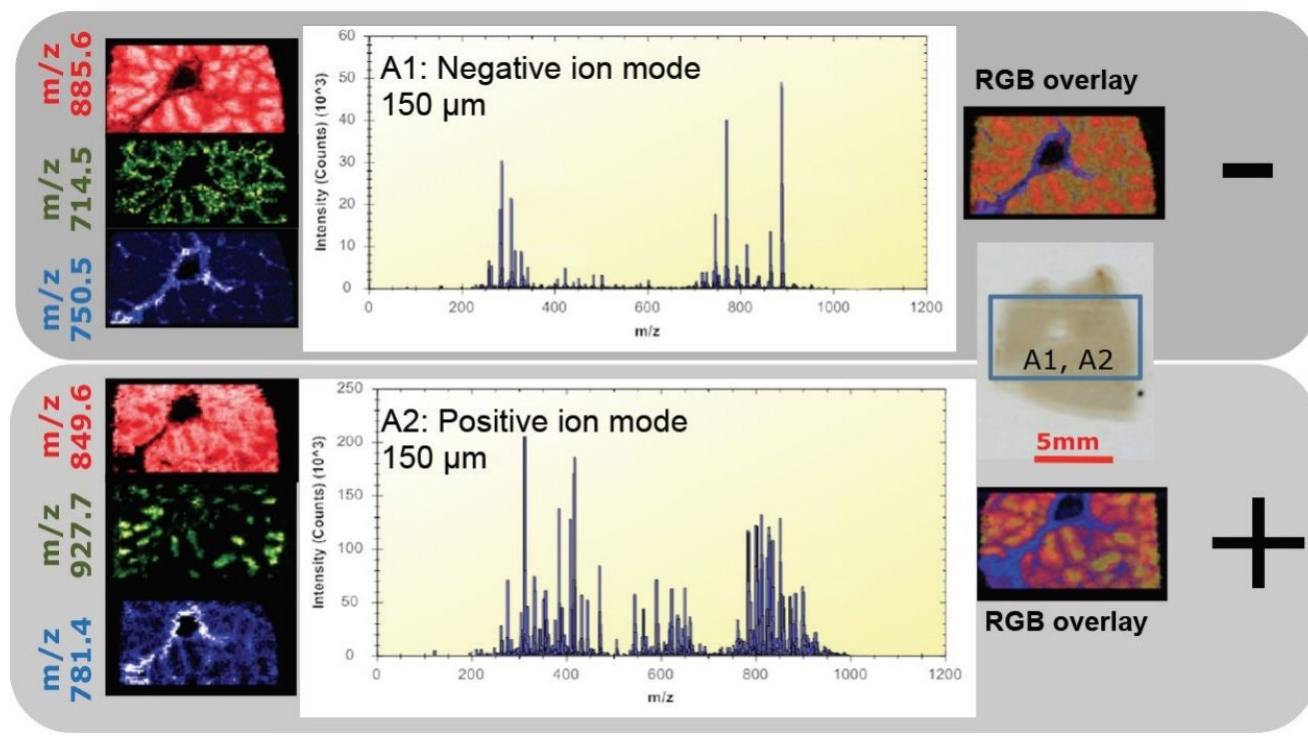 m/z
885.6
m/z
714.5
m/z
750.5
A1: Negative ion mode
150 µm
Intensity (Counts) (10^3)
60
50
40
30
20
10
0
0 200 400 600 800 1000 1200
m/z
RGB overlay
-
A1, A2
5mm
m/z
849.6
m/z
927.7
m/z
781.4
A2: Positive ion mode
150 µm
Intensity (Counts) (10^3)
250
200
150
100
50
0
0 200 400 600 800 1000 1200
m/z
RGB overlay
+